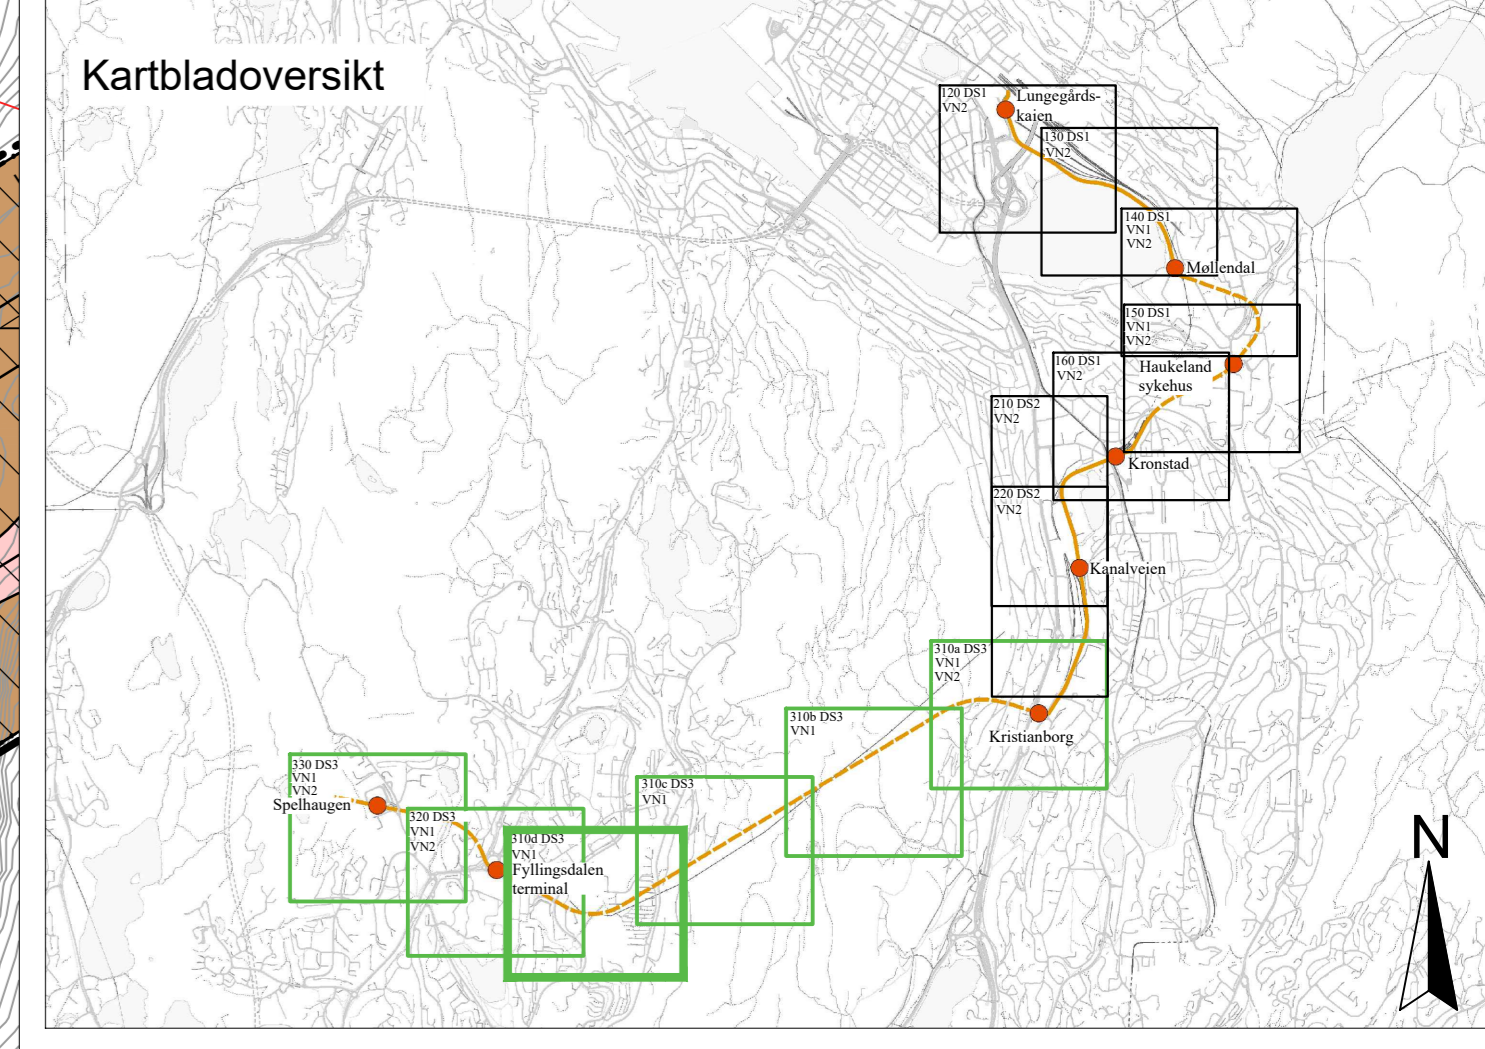 Kartbladoversikt
120 DS1
VN2
Lungegårds-
kaien
130 DS1
VN2
140 DS1
VN1
VN2
Møllendal
150 DS1
VN1
VN2
160 DS1
VN2
Haukeland
sykehus
210 DS2
VN2
Kronstad
220 DS2
VN2
Kanalveien
310a DS3
VN1
VN2
310b DS3
VN1
Kristianborg
330 DS3
VN1
VN2
Spelhaugen
310c DS3
VN1
320 DS3
VN1
VN2
310d DS3
VN1
Fyllingsdalen
terminal
N